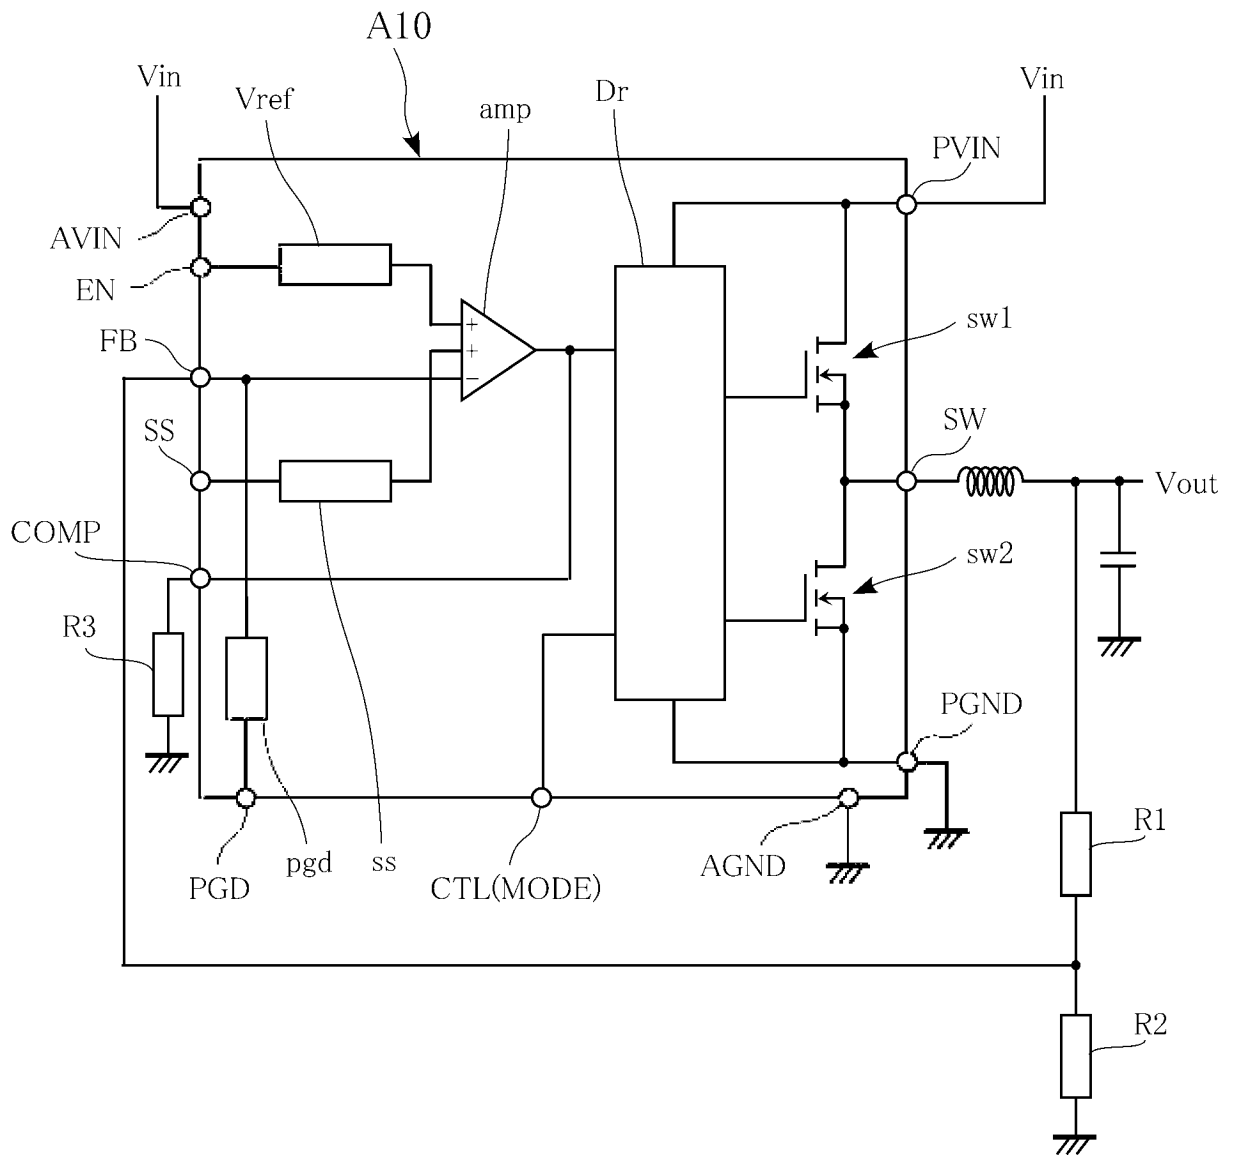 A10
Vin
Vref
amp
Dr
Vin
PVIN
AVIN
EN
FB
+
+
−
sw1
SS
SW
Vout
COMP
sw2
R3
PGND
R1
PGD
pgd
ss
CTL(MODE)
AGND
R2